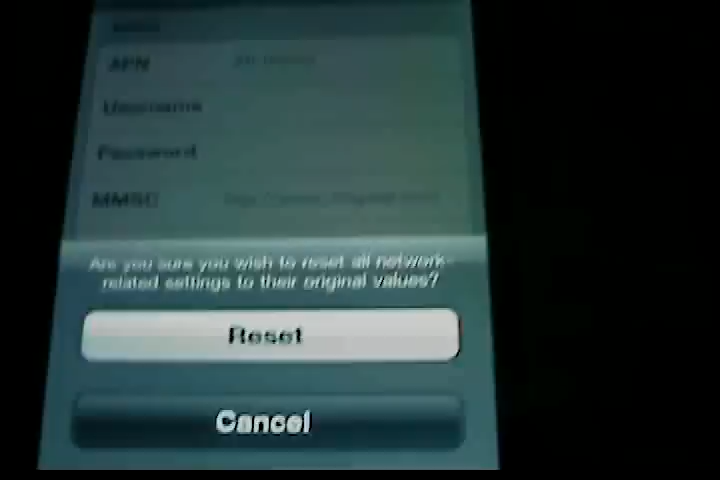 APN
Username
Password
MMSC
Are you sure you wish to reset all network-
related settings to their original values?
Reset
Cancel